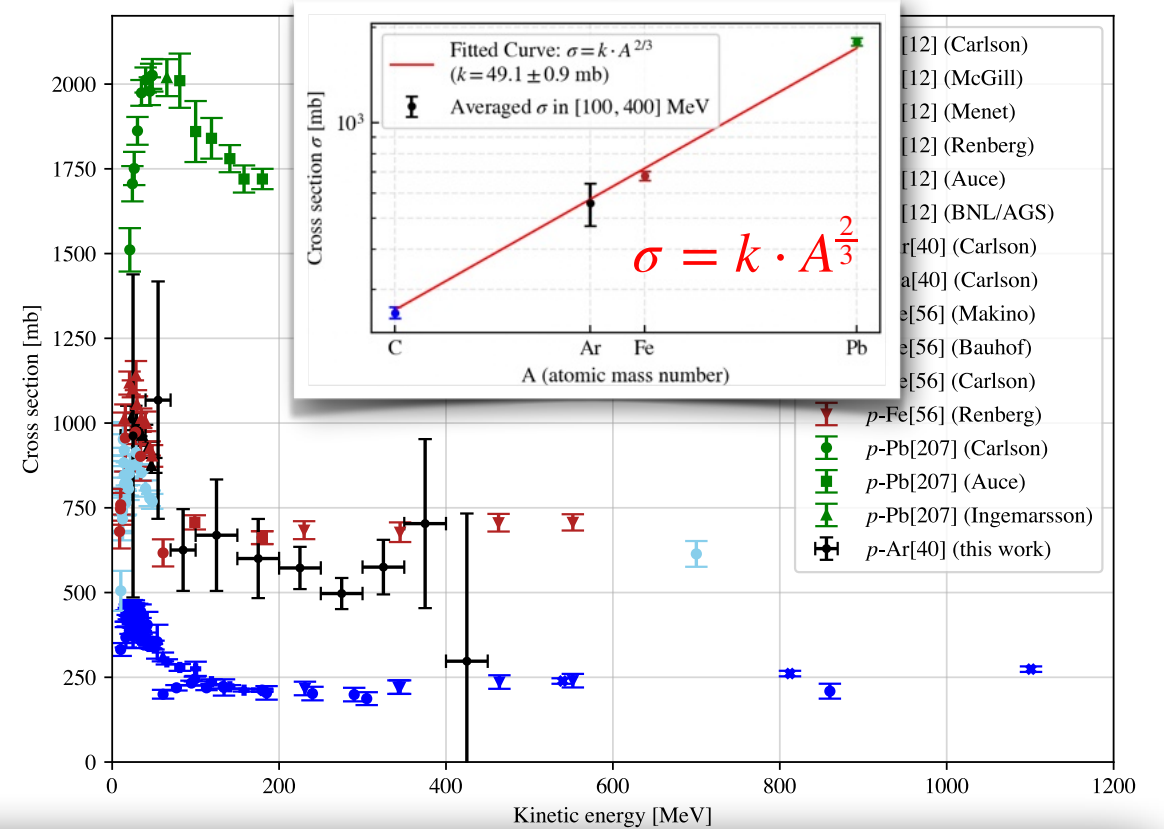 Cross section [mb]
2000
1750
1500
1250
1000
750
500
250
0
0 200 400 600 800 1000 1200
Kinetic energy [MeV]
Fitted Curve: σ = k · A^{2/3}
(k = 49.1 ± 0.9 mb)
Averaged σ in [100, 400] MeV
Cross section σ [mb]
10³
σ = k · A^{2/3}
C Ar Fe Pb
A (atomic mass number)
[12] (Carlson)
[12] (McGill)
[12] (Menet)
[12] (Renberg)
[12] (Auce)
[12] (BNL/AGS)
r[40] (Carlson)
a[40] (Carlson)
e[56] (Makino)
e[56] (Bauhof)
e[56] (Carlson)
p-Fe[56] (Renberg)
p-Pb[207] (Carlson)
p-Pb[207] (Auce)
p-Pb[207] (Ingemarsson)
p-Ar[40] (this work)